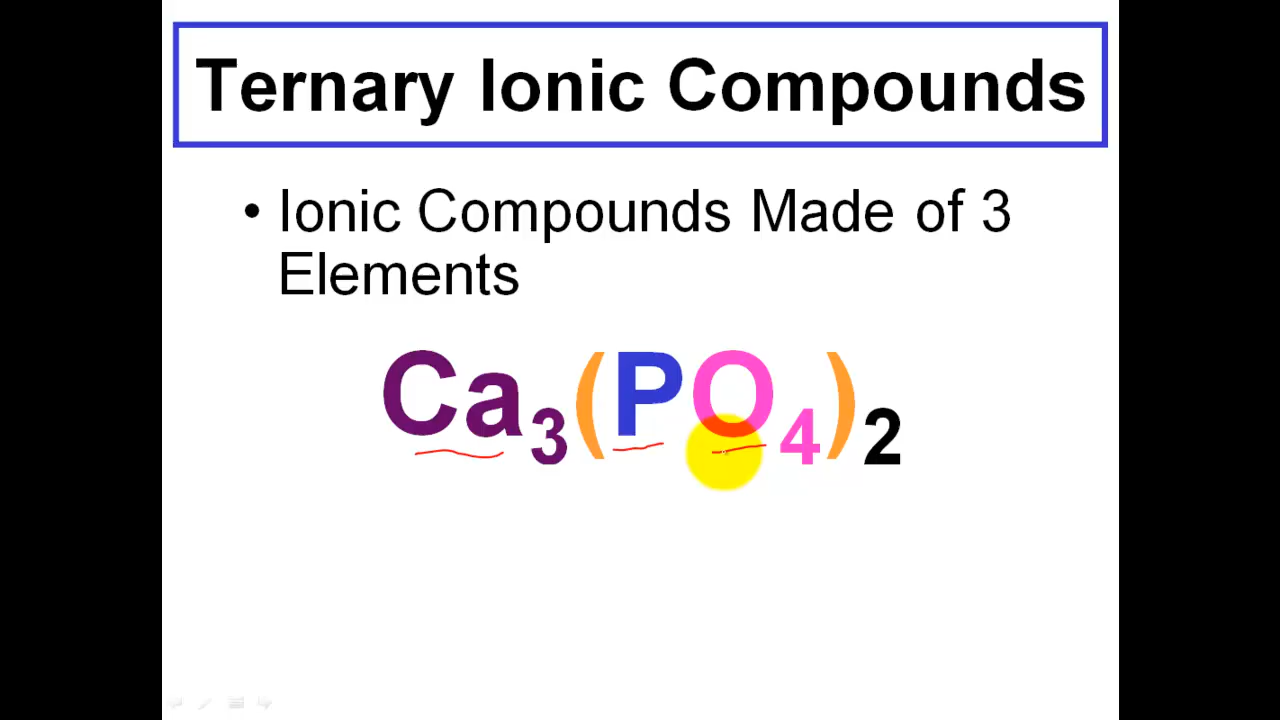 Ternary Ionic Compounds
• Ionic Compounds Made of 3
Elements
Ca₃(PO₄)₂